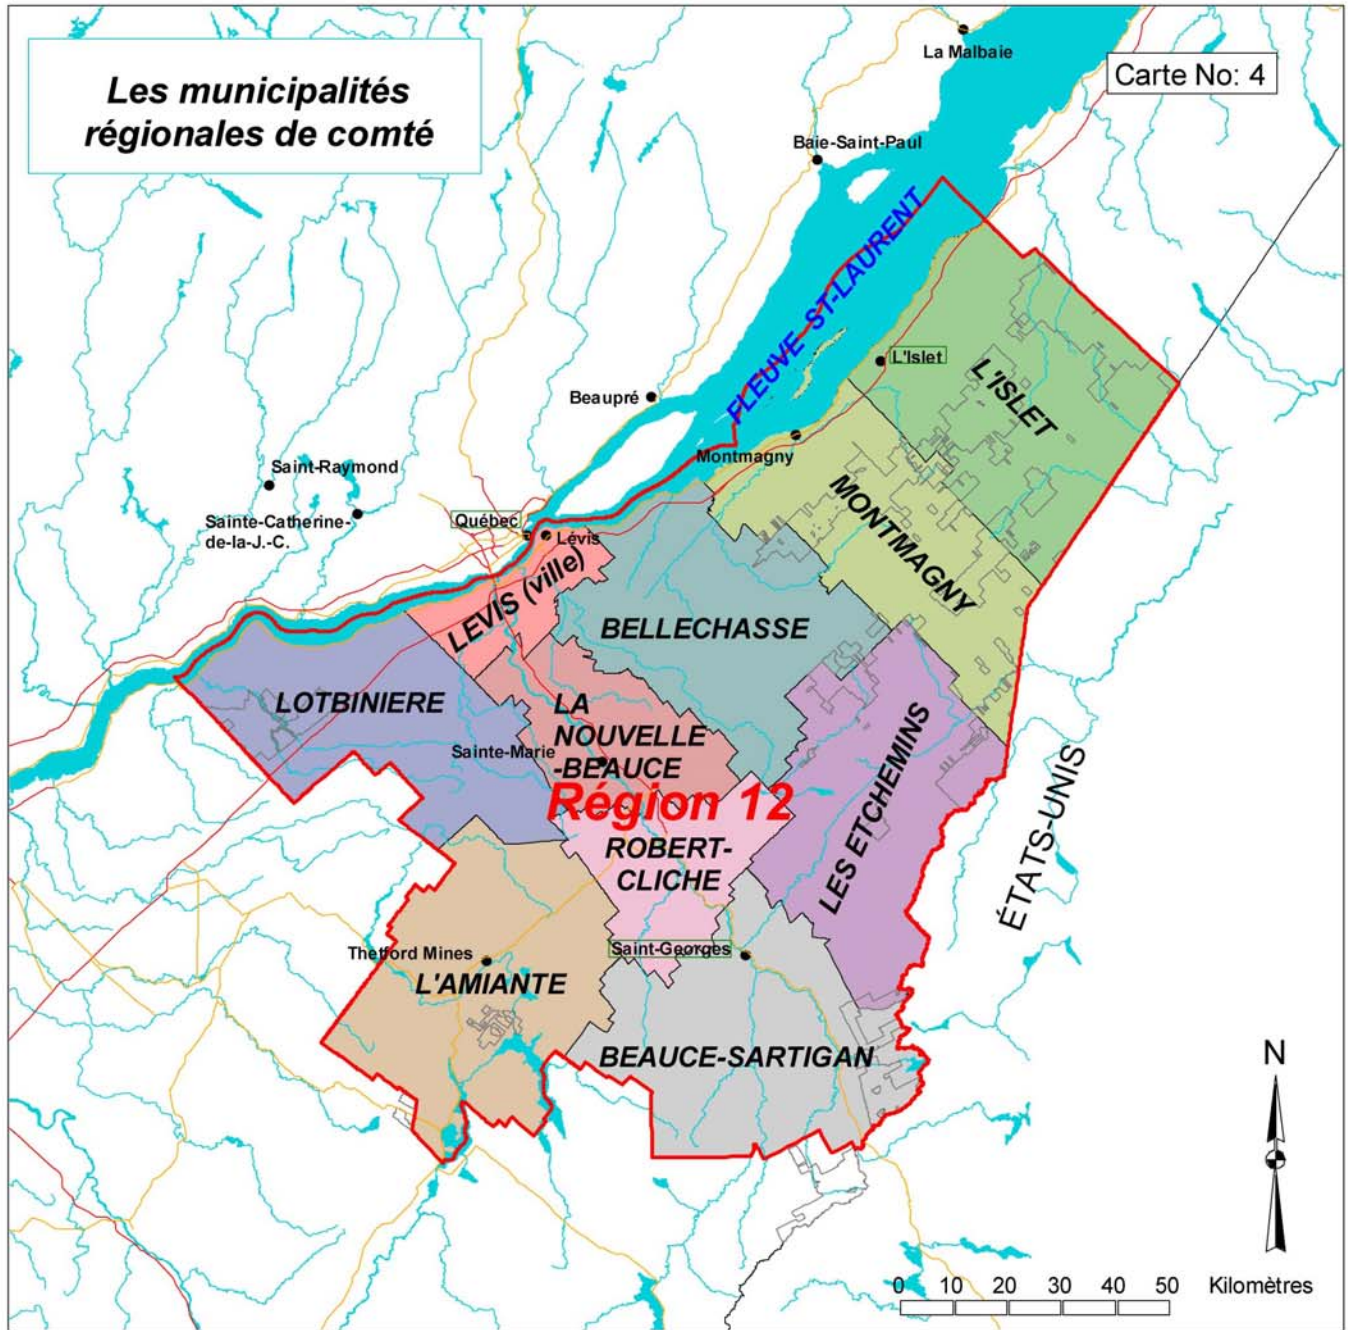 Les municipalités
régionales de comté
Carte No: 4
La Malbaie
Baie-Saint-Paul
FLEUVE ST-LAURENT
L'Islet
L'ISLET
Beaupré
Montmagny
MONTMAGNY
Saint-Raymond
Sainte-Catherine-
de-la-J.-C.
Québec
Lévis
LEVIS (ville)
BELLECHASSE
LOTBINIERE
LA
NOUVELLE
-BEAUCE
Sainte-Marie
Région 12
ROBERT-
CLICHE
LES ETCHEMINS
ÉTATS-UNIS
Thetford Mines
L'AMIANTE
Saint-Georges
BEAUCE-SARTIGAN
N
0 10 20 30 40 50 Kilomètres